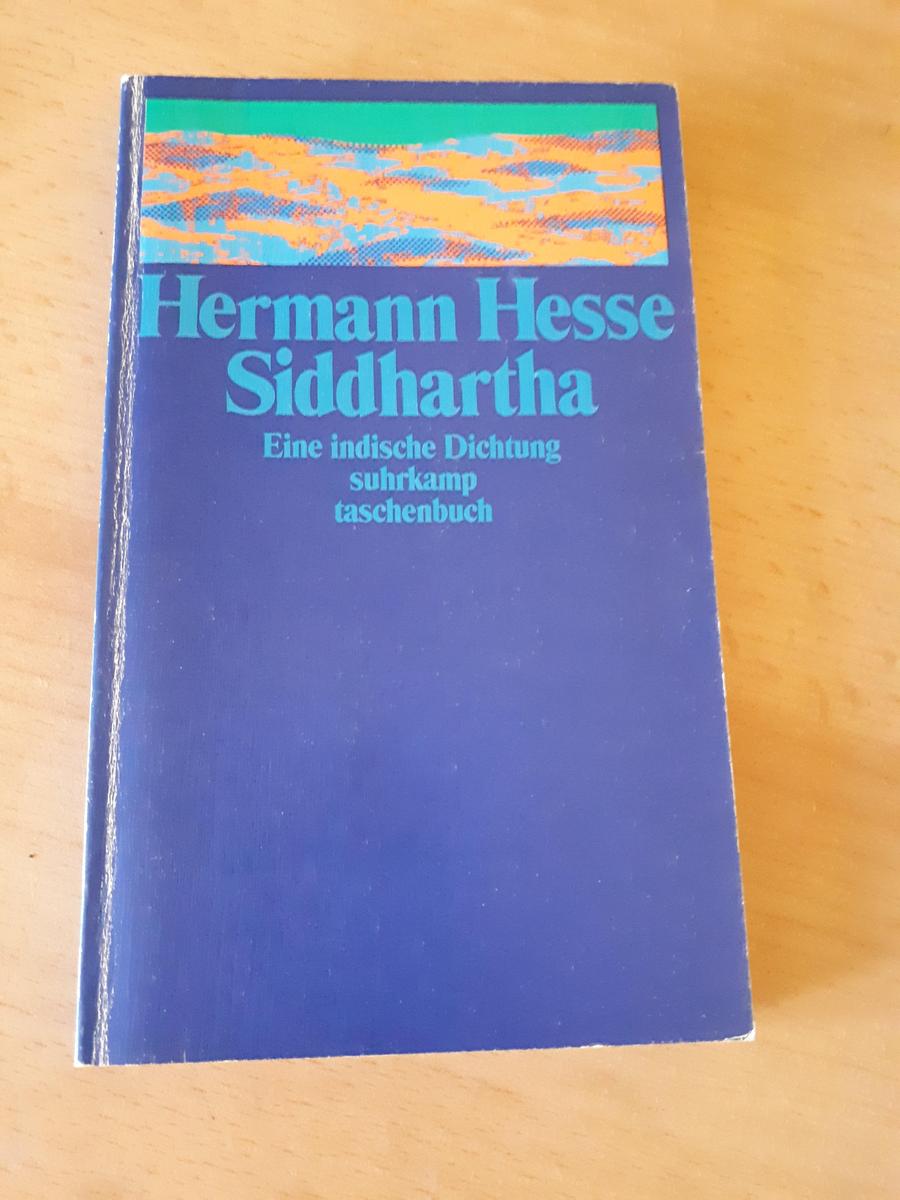 Hermann Hesse
Siddhartha
Eine indische Dichtung
suhrkamp
taschenbuch